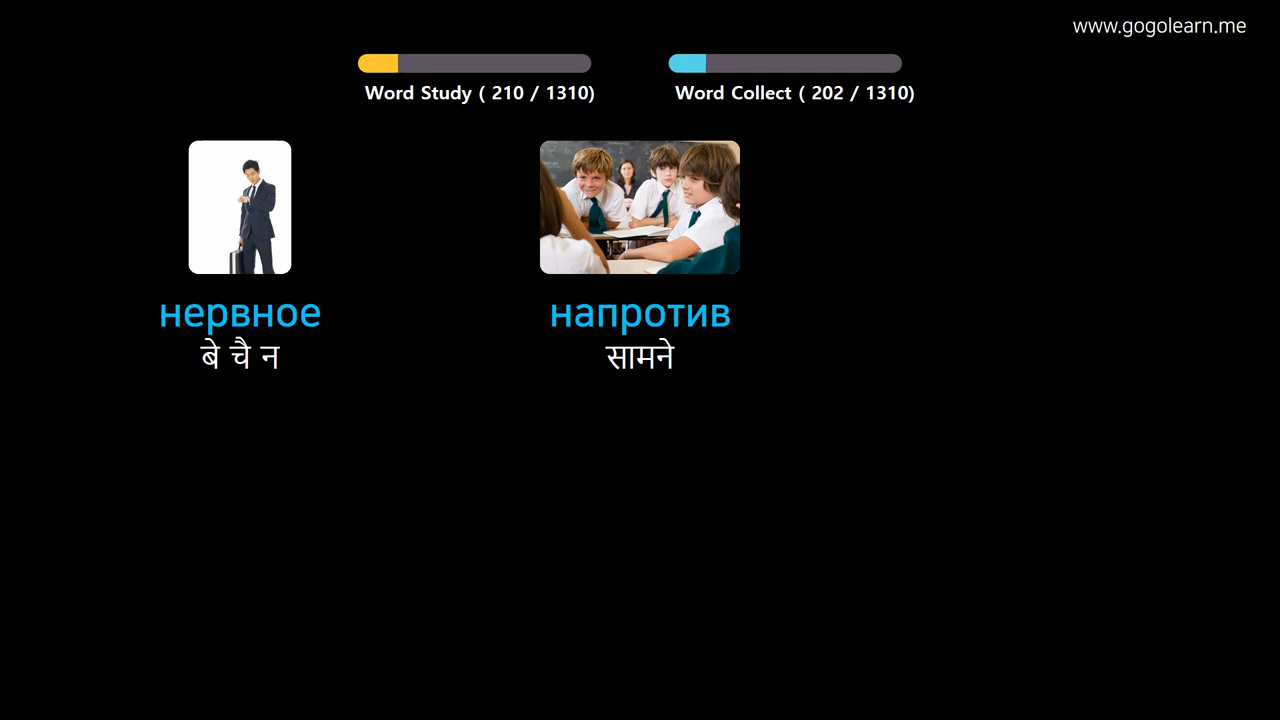 www.gogolearn.me
Word Study ( 210 / 1310)
Word Collect ( 202 / 1310)
нервное
напротив
बे चै न
सामने